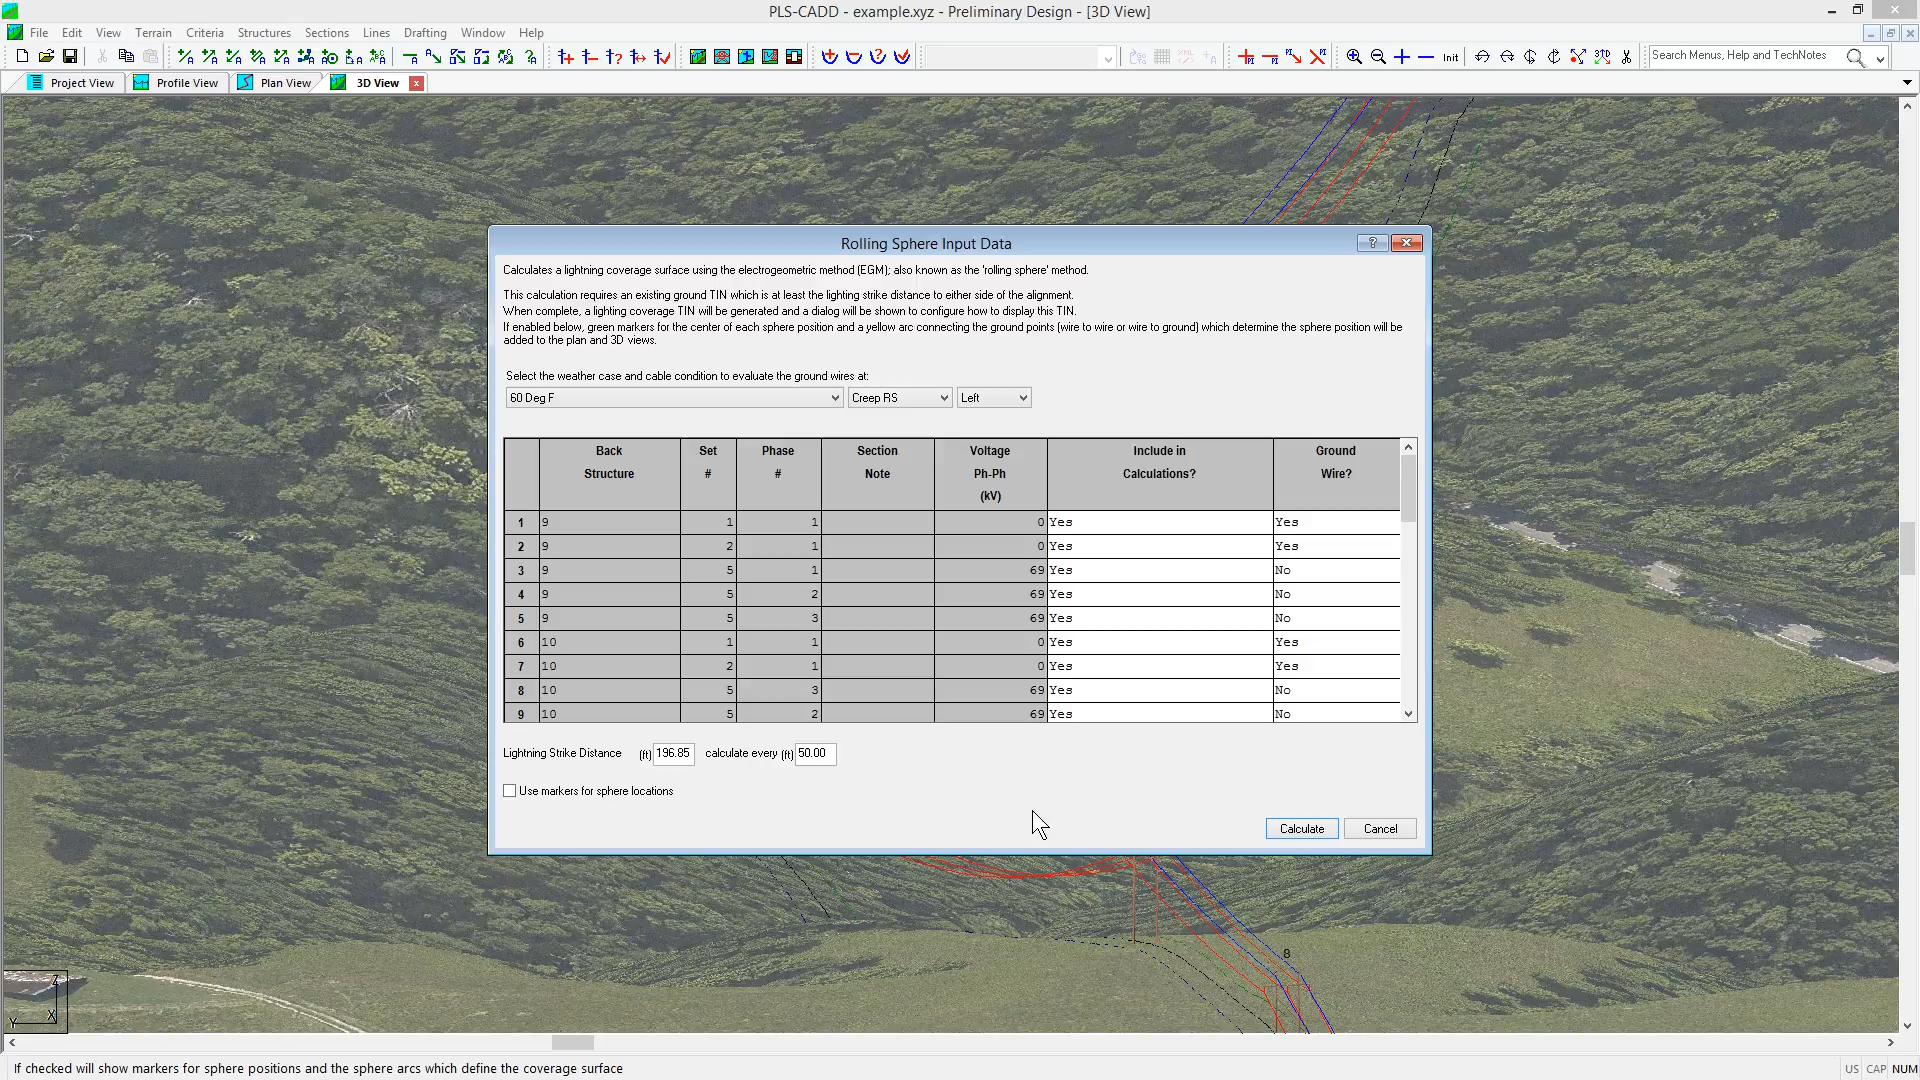 PLS-CADD - example.xyz - Preliminary Design - [3D View]
File Edit View Terrain Criteria Structures Sections Lines Drafting Window Help
Init
Search Menus, Help and TechNotes
Project View Profile View Plan View 3D View
Rolling Sphere Input Data
Calculates a lightning coverage surface using the electrogeometric method (EGM); also known as the 'rolling sphere' method.
This calculation requires an existing ground TIN which is at least the lighting strike distance to either side of the alignment.
When complete, a lighting coverage TIN will be generated and a dialog will be shown to configure how to display this TIN.
If enabled below, green markers for the center of each sphere position and a yellow arc connecting the ground points (wire to wire or wire to ground) which determine the sphere position will be
added to the plan and 3D views.
Select the weather case and cable condition to evaluate the ground wires at:
60 Deg F Creep RS Left
Back Set Phase Section Voltage Include in Ground
Structure # # Note Ph-Ph Calculations? Wire?
(kV)
1 9 1 1 0 Yes Yes
2 9 2 1 0 Yes Yes
3 9 5 1 69 Yes No
4 9 5 2 69 Yes No
5 9 5 3 69 Yes No
6 10 1 1 0 Yes Yes
7 10 2 1 0 Yes Yes
8 10 5 3 69 Yes No
9 10 5 2 69 Yes No
Lightning Strike Distance (ft) 196.85 calculate every (ft) 50.00
Use markers for sphere locations
Calculate Cancel
8
Z
X
Y
If checked will show markers for sphere positions and the sphere arcs which define the coverage surface
US CAP NUM